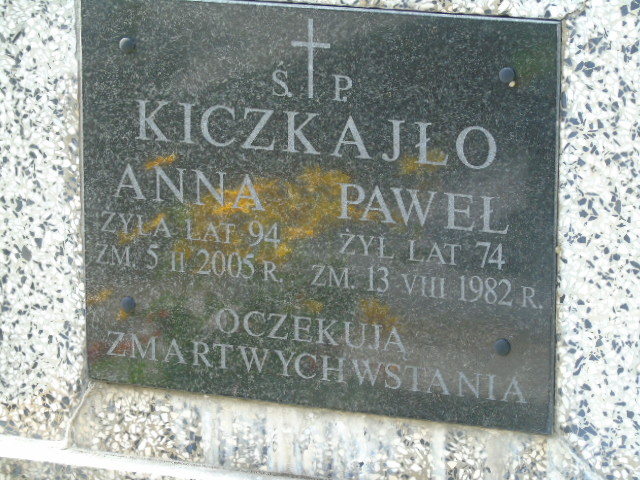 Ś. P.
KICZKAJŁO
ANNA PAWEŁ
ŻYŁA LAT 94 ŻYŁ LAT 74
ZM. 5 II 2005 R. ZM. 13 VIII 1982 R.
OCZEKUJĄ
ZMARTWYCHWSTANIA